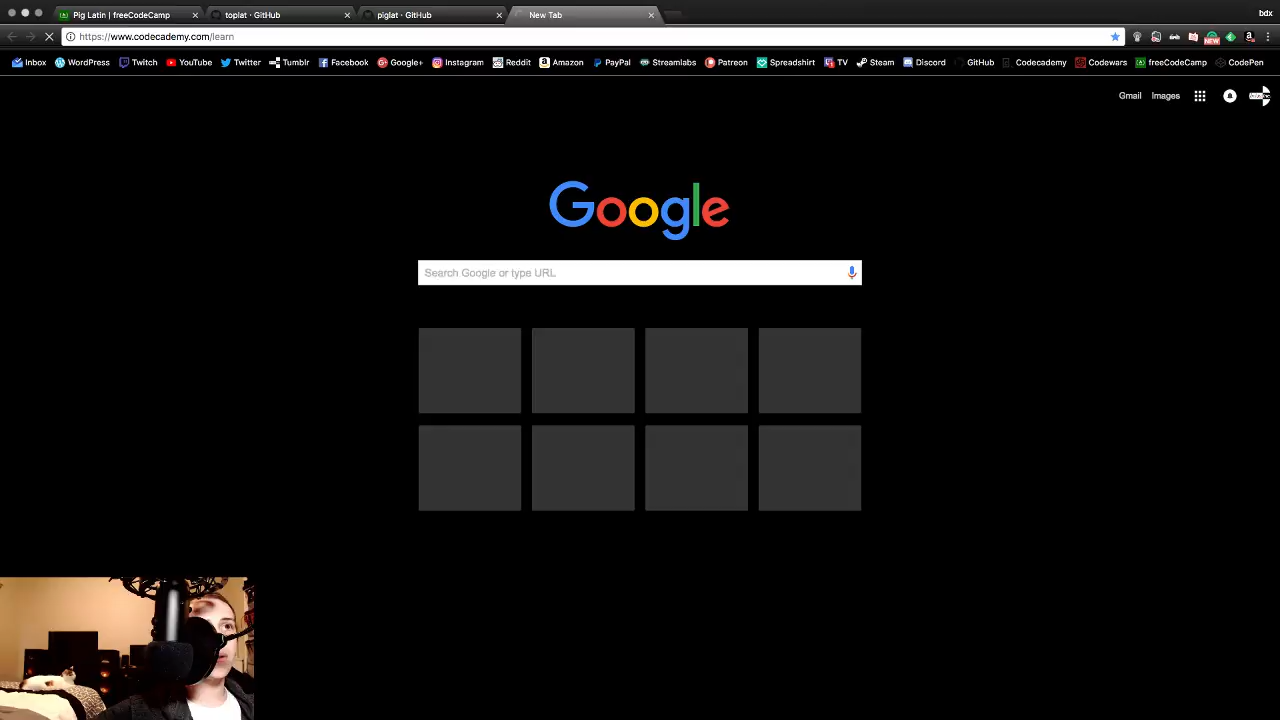 Pig Latin | freeCodeCamp toplat · GitHub piglat · GitHub New Tab bdx
https://www.codecademy.com/learn NEW
Inbox WordPress Twitch YouTube Twitter Tumblr Facebook Google+ Instagram Reddit Amazon PayPal Streamlabs Patreon Spreadshirt TV Steam Discord GitHub Codecademy Codewars freeCodeCamp CodePen
Gmail Images
Google
Search Google or type URL